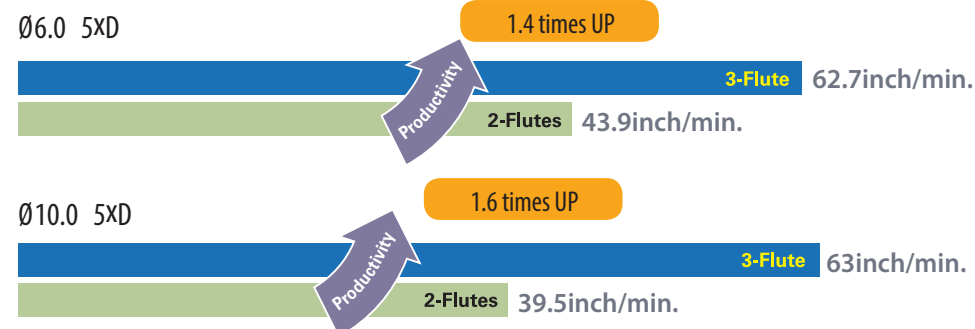 Ø6.0 5XD
1.4 times UP
Productivity
3-Flute 62.7inch/min.
2-Flutes 43.9inch/min.
Ø10.0 5XD
1.6 times UP
Productivity
3-Flute 63inch/min.
2-Flutes 39.5inch/min.